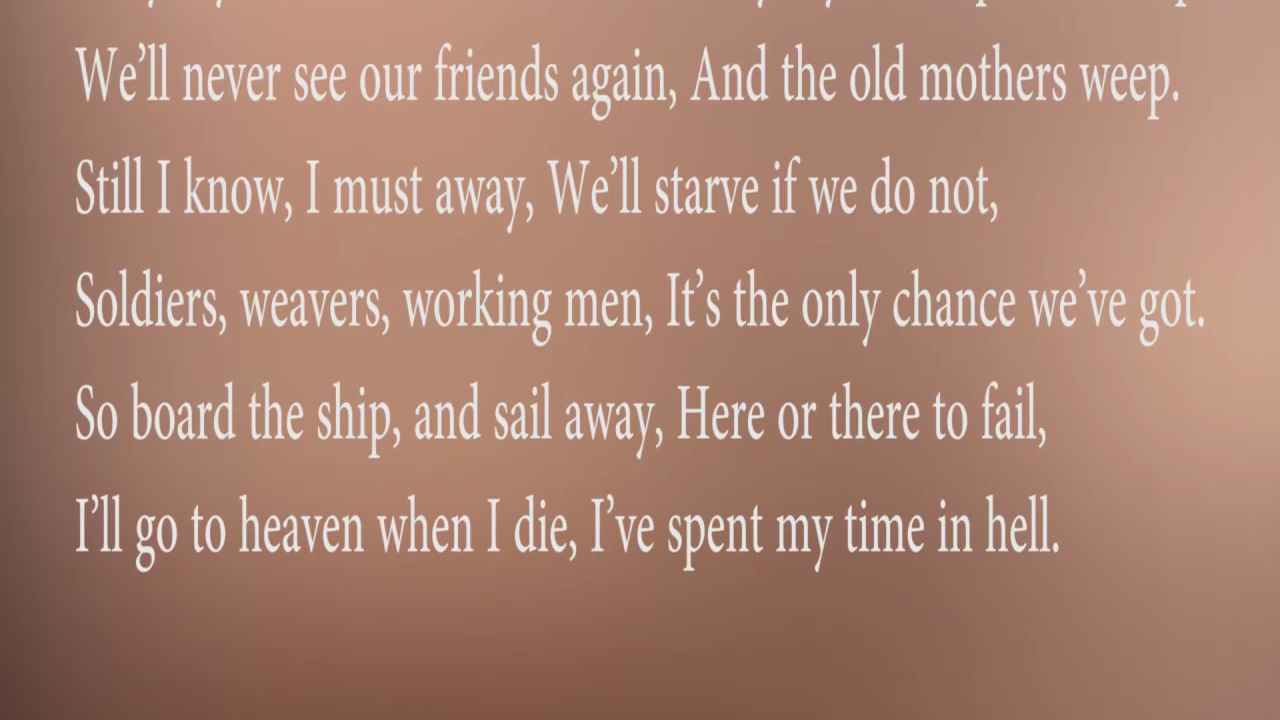 We’ll never see our friends again, And the old mothers weep.
Still I know, I must away, We’ll starve if we do not,
Soldiers, weavers, working men, It’s the only chance we’ve got.
So board the ship, and sail away, Here or there to fail,
I’ll go to heaven when I die, I’ve spent my time in hell.